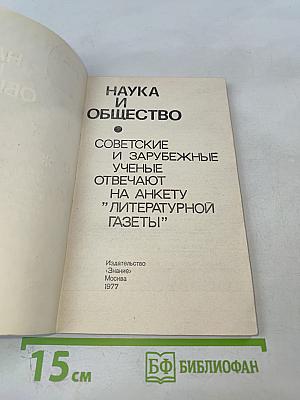 НАУКА
И
ОБЩЕСТВО
СОВЕТСКИЕ
И ЗАРУБЕЖНЫЕ
УЧЕНЫЕ
ОТВЕЧАЮТ
НА АНКЕТУ
"ЛИТЕРАТУРНОЙ
ГАЗЕТЫ"
Издательство
«Знание»
Москва
1977
15 см
БФ БИБЛИОФАН